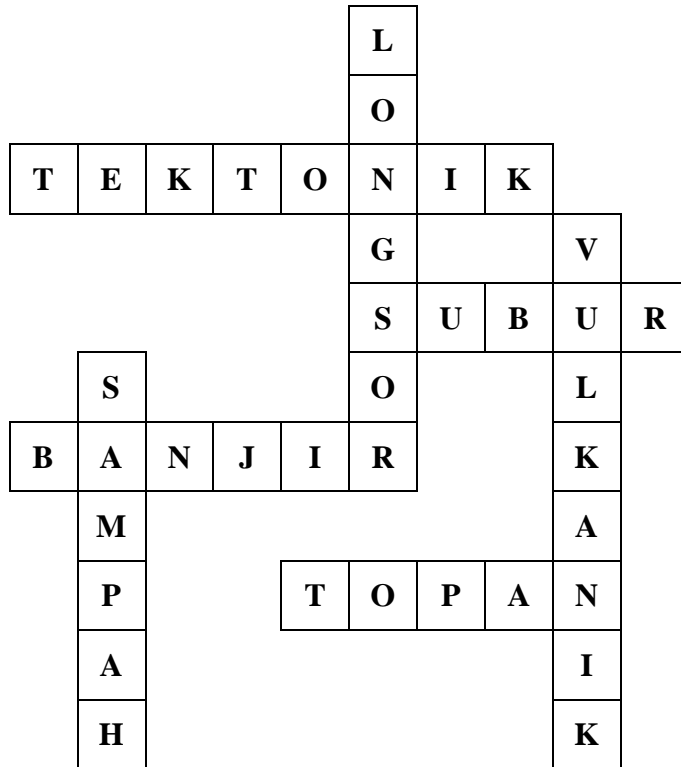 L
O
T E K T O N I K
G V
S U B U R
S O L
B A N J I R K
M A
P T O P A N
A I
H K